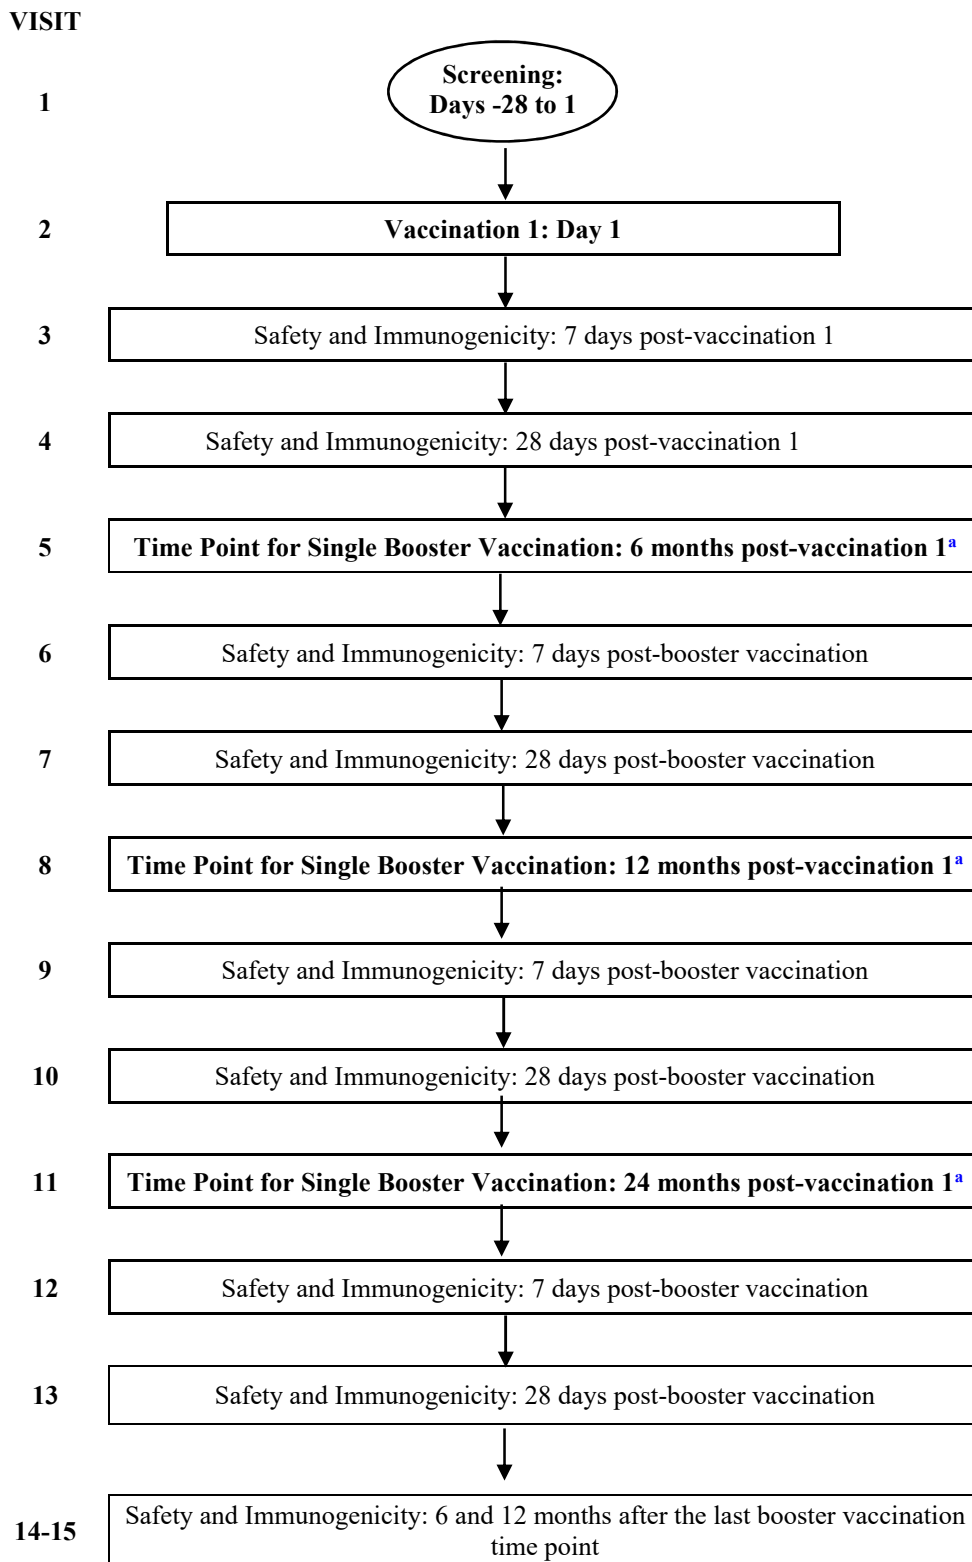 VISIT
Screening:
1 Days -28 to 1
2 Vaccination 1: Day 1
3 Safety and Immunogenicity: 7 days post-vaccination 1
4 Safety and Immunogenicity: 28 days post-vaccination 1
5 Time Point for Single Booster Vaccination: 6 months post-vaccination 1a
6 Safety and Immunogenicity: 7 days post-booster vaccination
7 Safety and Immunogenicity: 28 days post-booster vaccination
8 Time Point for Single Booster Vaccination: 12 months post-vaccination 1a
9 Safety and Immunogenicity: 7 days post-booster vaccination
10 Safety and Immunogenicity: 28 days post-booster vaccination
11 Time Point for Single Booster Vaccination: 24 months post-vaccination 1a
12 Safety and Immunogenicity: 7 days post-booster vaccination
13 Safety and Immunogenicity: 28 days post-booster vaccination
14-15 Safety and Immunogenicity: 6 and 12 months after the last booster vaccination
time point